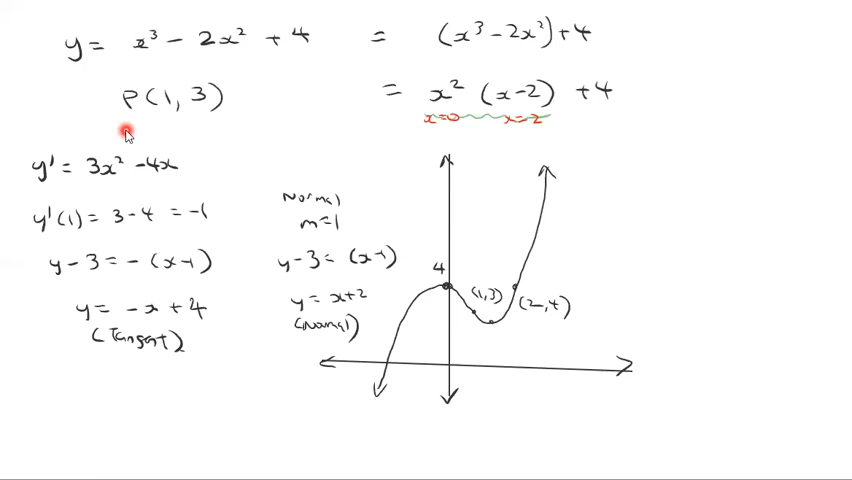 y = x³ - 2x² + 4 = (x³ - 2x²) + 4
P(1, 3) = x² (x-2) + 4
x=0 x=2
y' = 3x² - 4x
y'(1) = 3 - 4 = -1
y - 3 = - (x-1)
y = -x + 4
(Tangent)
Normal
m=1
y - 3 = (x-1)
y = x+2
(Normal)
4
(1,3)
(2,4)